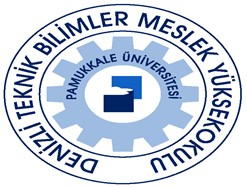 DENİZLİ TEKNİK BİLİMLER MESLEK YÜKSEKOKULU
PAMUKKALE ÜNİVERSİTESİ